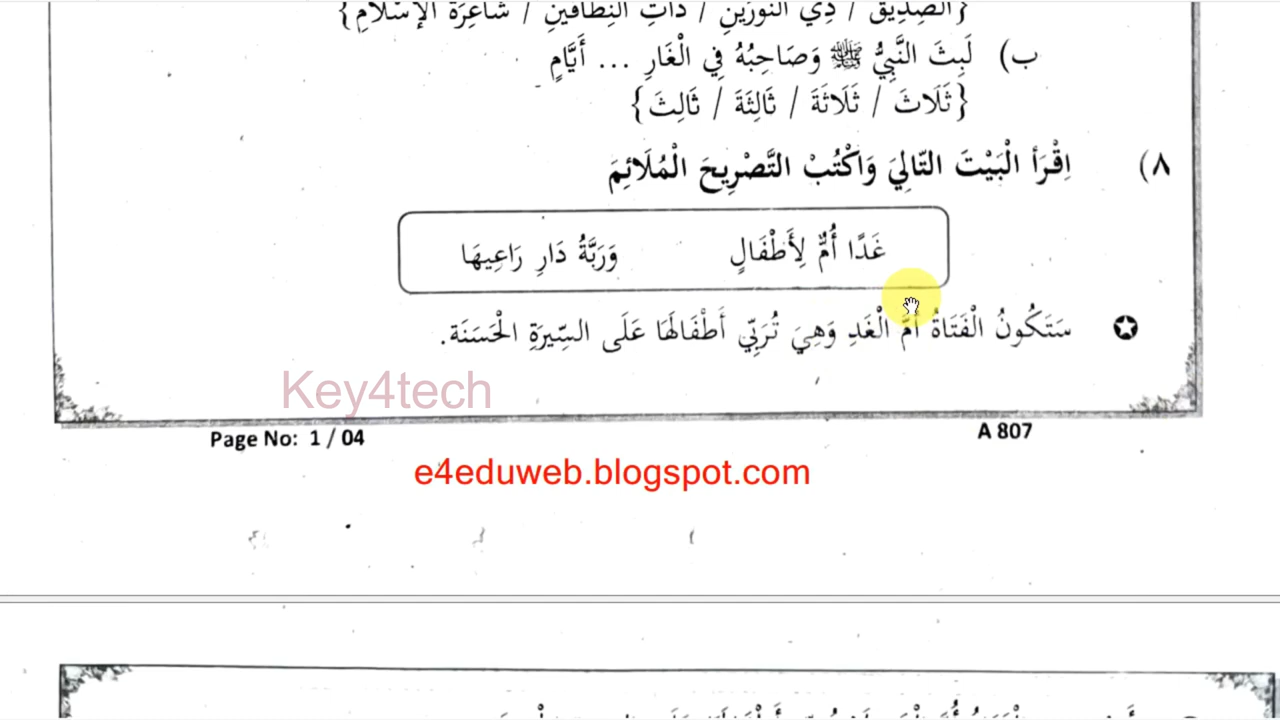 {الصِّدِّيقُ / ذِي النُّورَيْنِ / ذَاتِ النِّطَاقَيْنِ / شَاعِرَةُ الإِسْلَامِ}
ب) لَبِثَ النَّبِيُّ ﷺ وَصَاحِبُهُ فِي الْغَارِ ... أَيَّامٍ
{ثَلَاثَ / ثَلَاثَةَ / ثَالِثَةَ / ثَالِثَ}
٨) اِقْرَأ الْبَيْتَ التّالِيَ وَاكْتُبْ التَّصْرِيحَ الْمُلَائِمَ
غَدًا أُمٌّ لِأَطْفَالٍ وَرَبَّةُ دَارِ رَاعِيهَا
✪ سَتَكُونُ الْفَتَاةُ أُمَّ الْغَدِ وَهِيَ تُرَبِّي أَطْفَالَهَا عَلَى السِّيرَةِ الْحَسَنَة.
Key4tech
Page No: 1 / 04 A 807
e4eduweb.blogspot.com